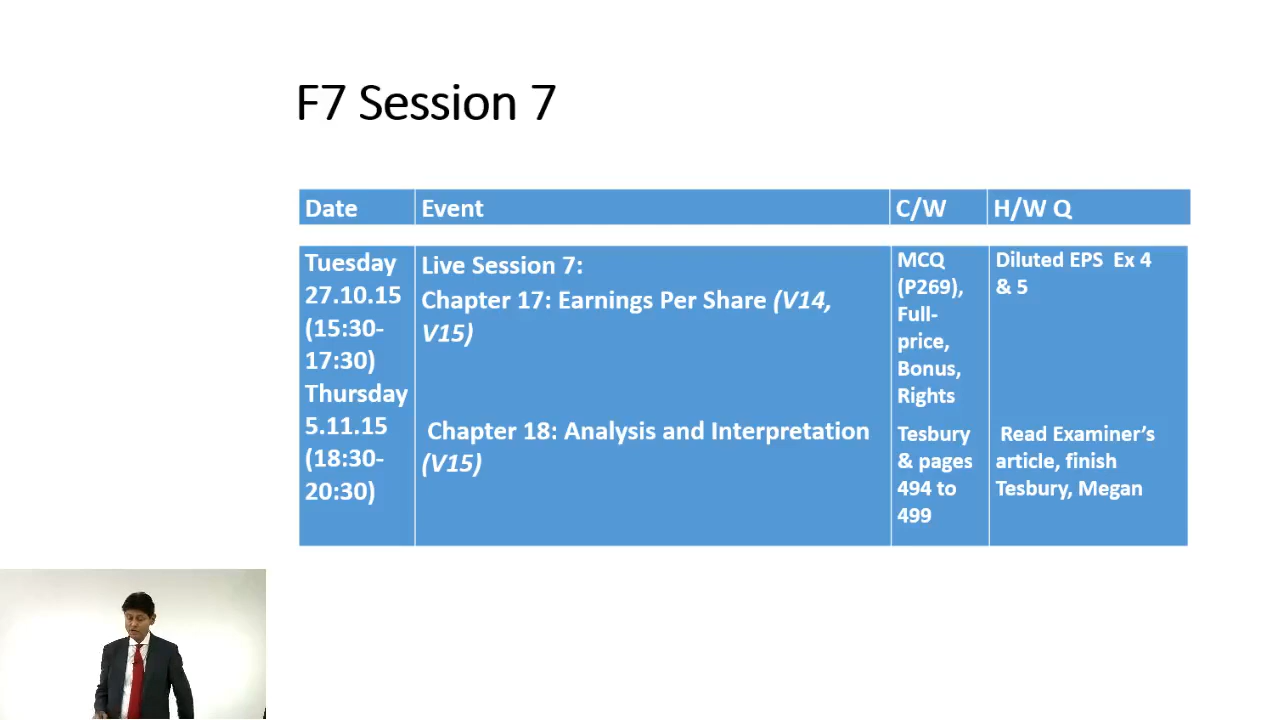 F7 Session 7
Date Event C/W H/W Q
Tuesday
27.10.15
(15:30-
17:30)
Thursday
5.11.15
(18:30-
20:30)
Live Session 7:
Chapter 17: Earnings Per Share (V14,
V15)
Chapter 18: Analysis and Interpretation
(V15)
MCQ
(P269),
Full-
price,
Bonus,
Rights
Tesbury
& pages
494 to
499
Diluted EPS Ex 4
& 5
Read Examiner's
article, finish
Tesbury, Megan